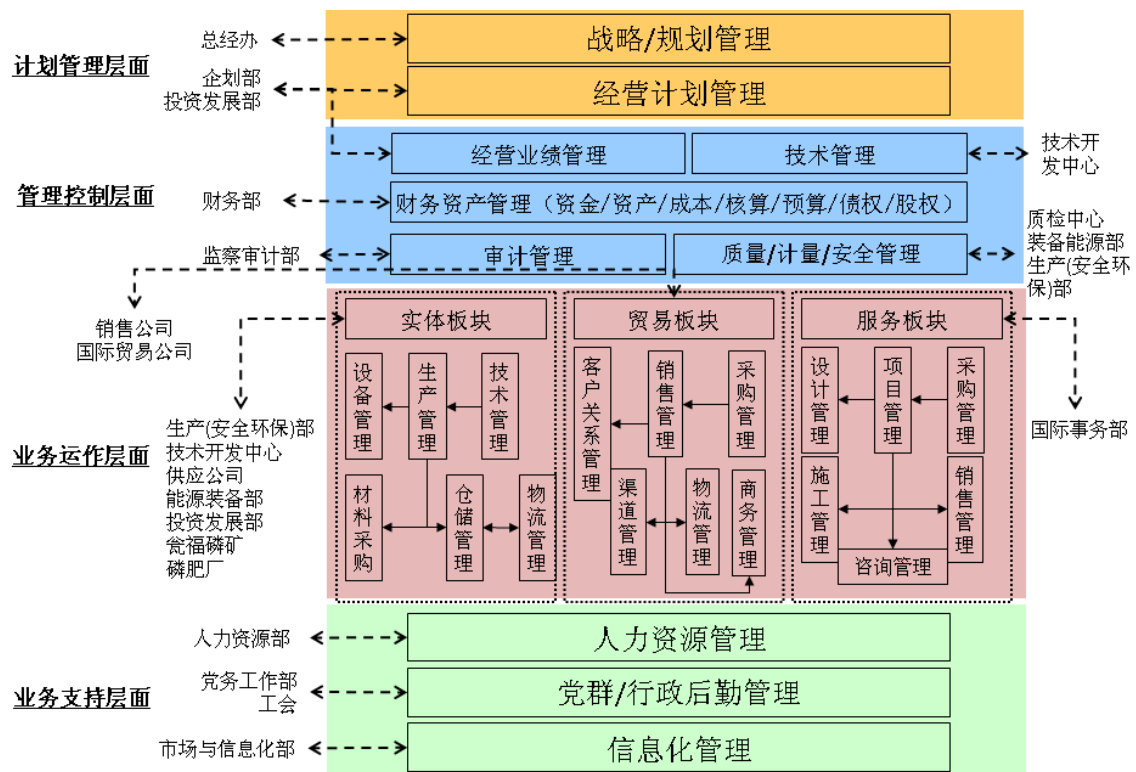 总经办
战略/规划管理
计划管理层面
企划部
投资发展部
经营计划管理
经营业绩管理
技术管理
技术开
发中心
管理控制层面
财务部
财务资产管理（资金/资产/成本/核算/预算/债权/股权）
监察审计部
审计管理
质量/计量/安全管理
质检中心
装备能源部
生产(安全环
保)部
销售公司
国际贸易公司
实体板块
贸易板块
服务板块
设备管理
生产管理
技术管理
客户关系管理
销售管理
采购管理
设计管理
项目管理
采购管理
业务运作层面
生产(安全环保)部
技术开发中心
供应公司
能源装备部
投资发展部
瓮福磷矿
磷肥厂
国际事务部
材料采购
仓储管理
物流管理
渠道管理
物流管理
商务管理
施工管理
销售管理
咨询管理
人力资源部
人力资源管理
业务支持层面
党务工作部
工会
党群/行政后勤管理
市场与信息化部
信息化管理